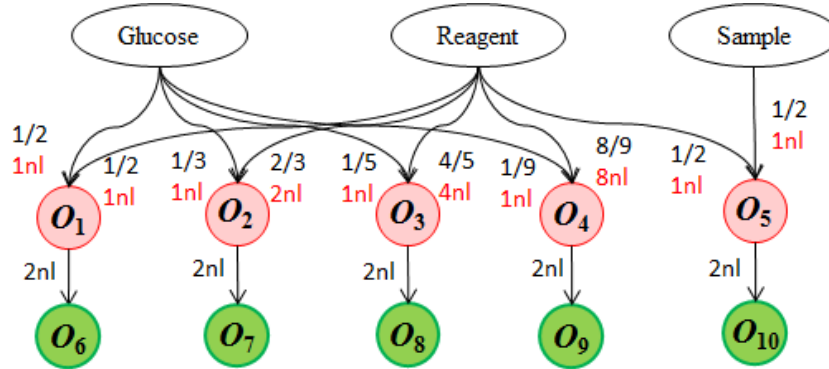 Glucose Reagent Sample
1/2 1nl 1/2 1nl 1/3 1nl 2/3 2nl 1/5 1nl 4/5 4nl 1/9 1nl 8/9 8nl 1/2 1nl 1/2 1nl
O1 O2 O3 O4 O5
2nl 2nl 2nl 2nl 2nl
O6 O7 O8 O9 O10